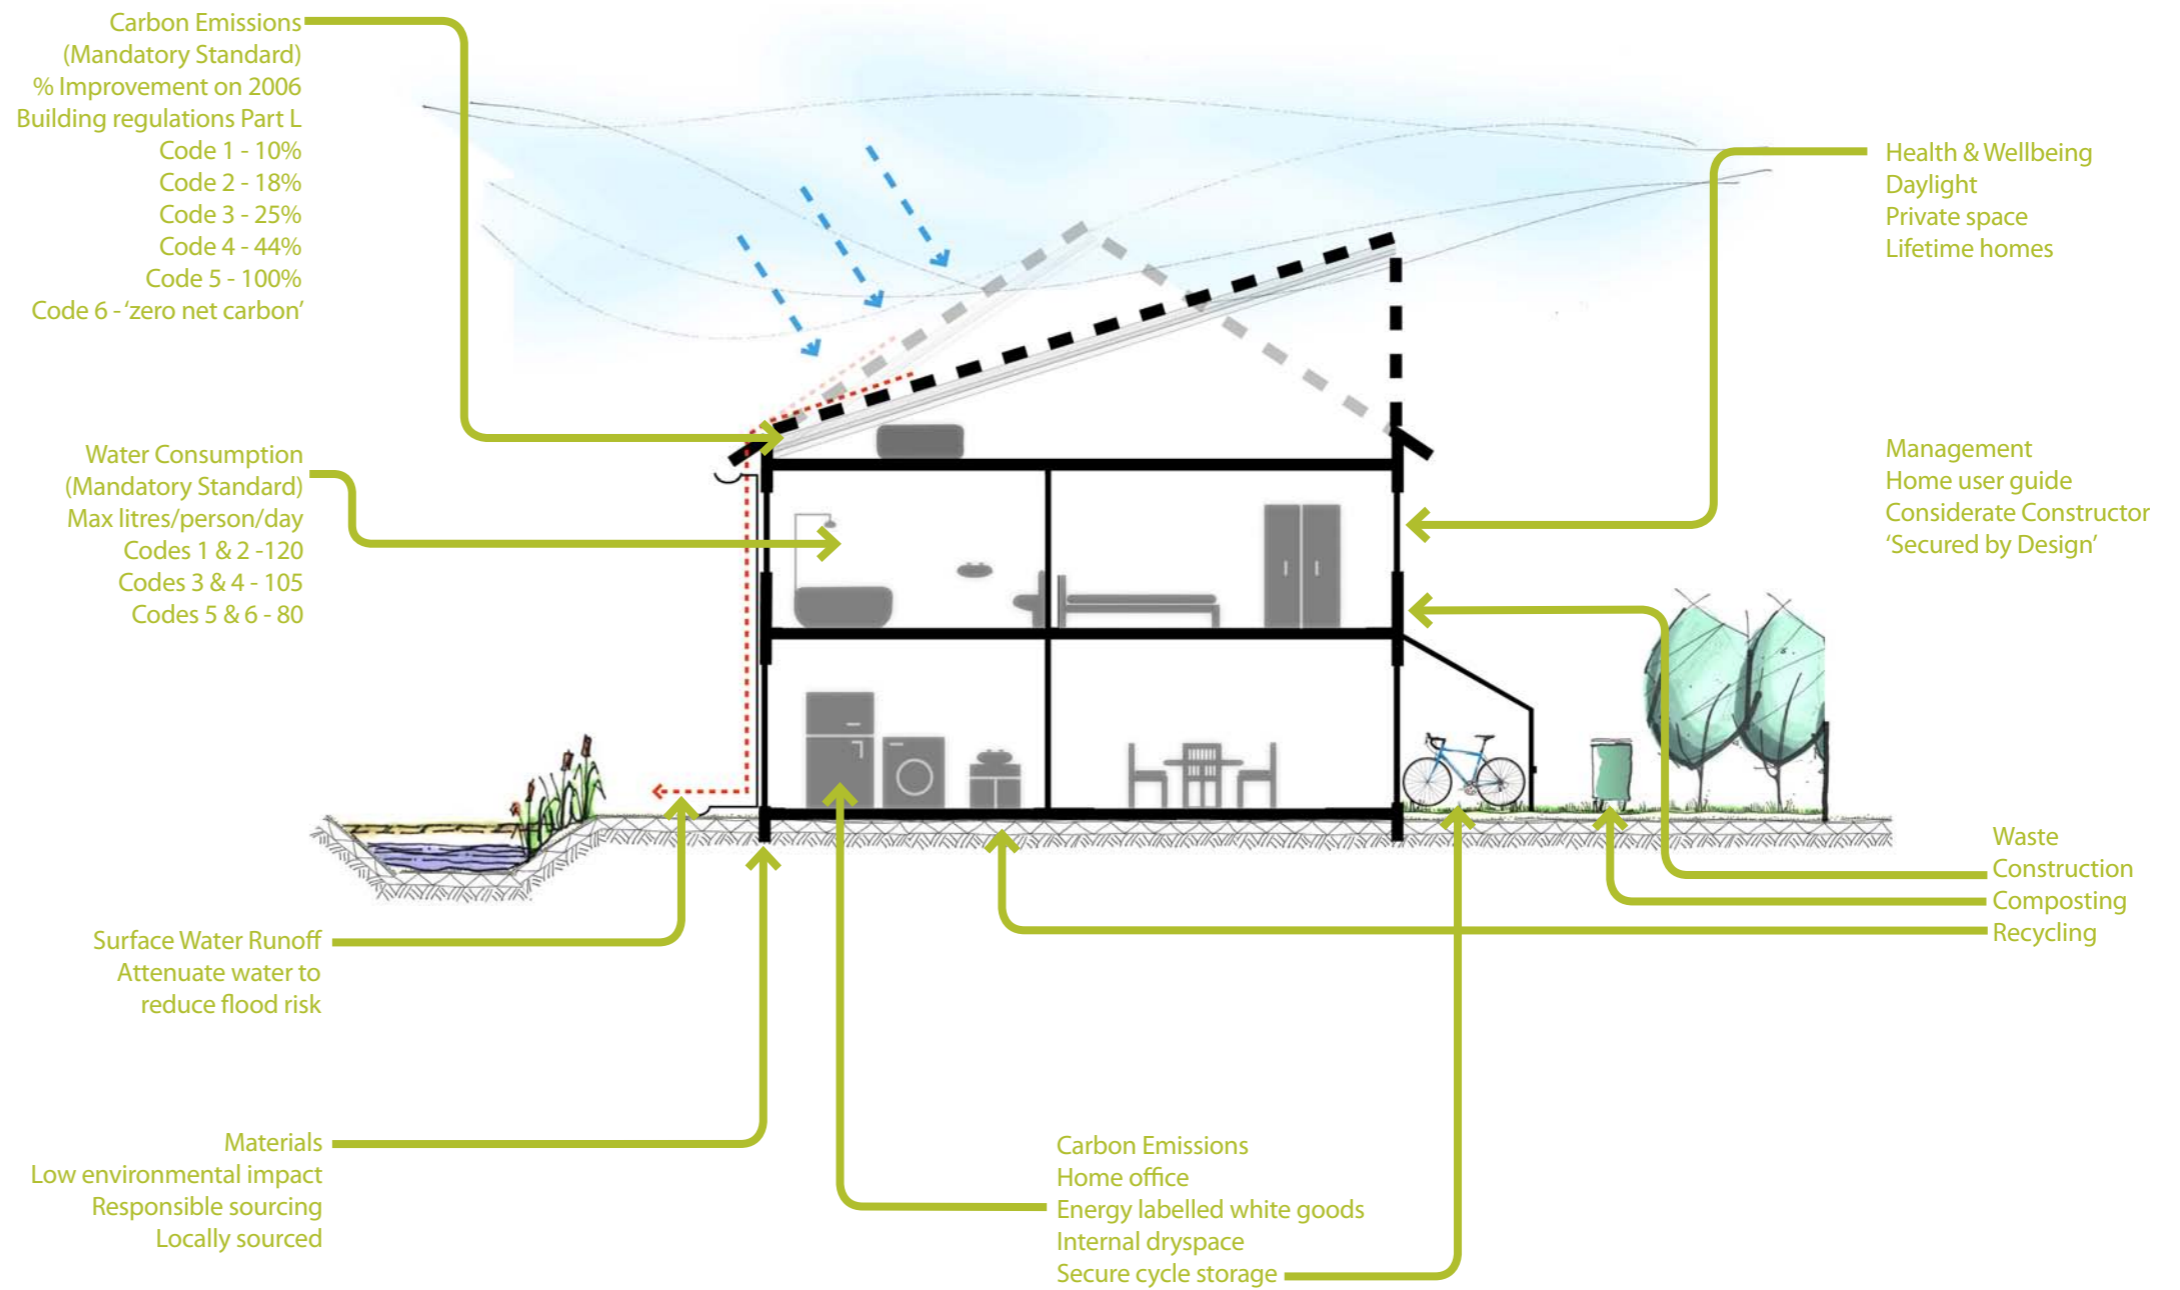 Carbon Emissions
(Mandatory Standard)
% Improvement on 2006
Building regulations Part L
Code 1 - 10%
Code 2 - 18%
Code 3 - 25%
Code 4 - 44%
Code 5 - 100%
Code 6 - ‘zero net carbon’
Water Consumption
(Mandatory Standard)
Max litres/person/day
Codes 1 & 2 -120
Codes 3 & 4 - 105
Codes 5 & 6 - 80
Surface Water Runoff
Attenuate water to
reduce flood risk
Materials
Low environmental impact
Responsible sourcing
Locally sourced
Carbon Emissions
Home office
Energy labelled white goods
Internal dryspace
Secure cycle storage
Health & Wellbeing
Daylight
Private space
Lifetime homes
Management
Home user guide
Considerate Constructor
‘Secured by Design’
Waste
Construction
Composting
Recycling